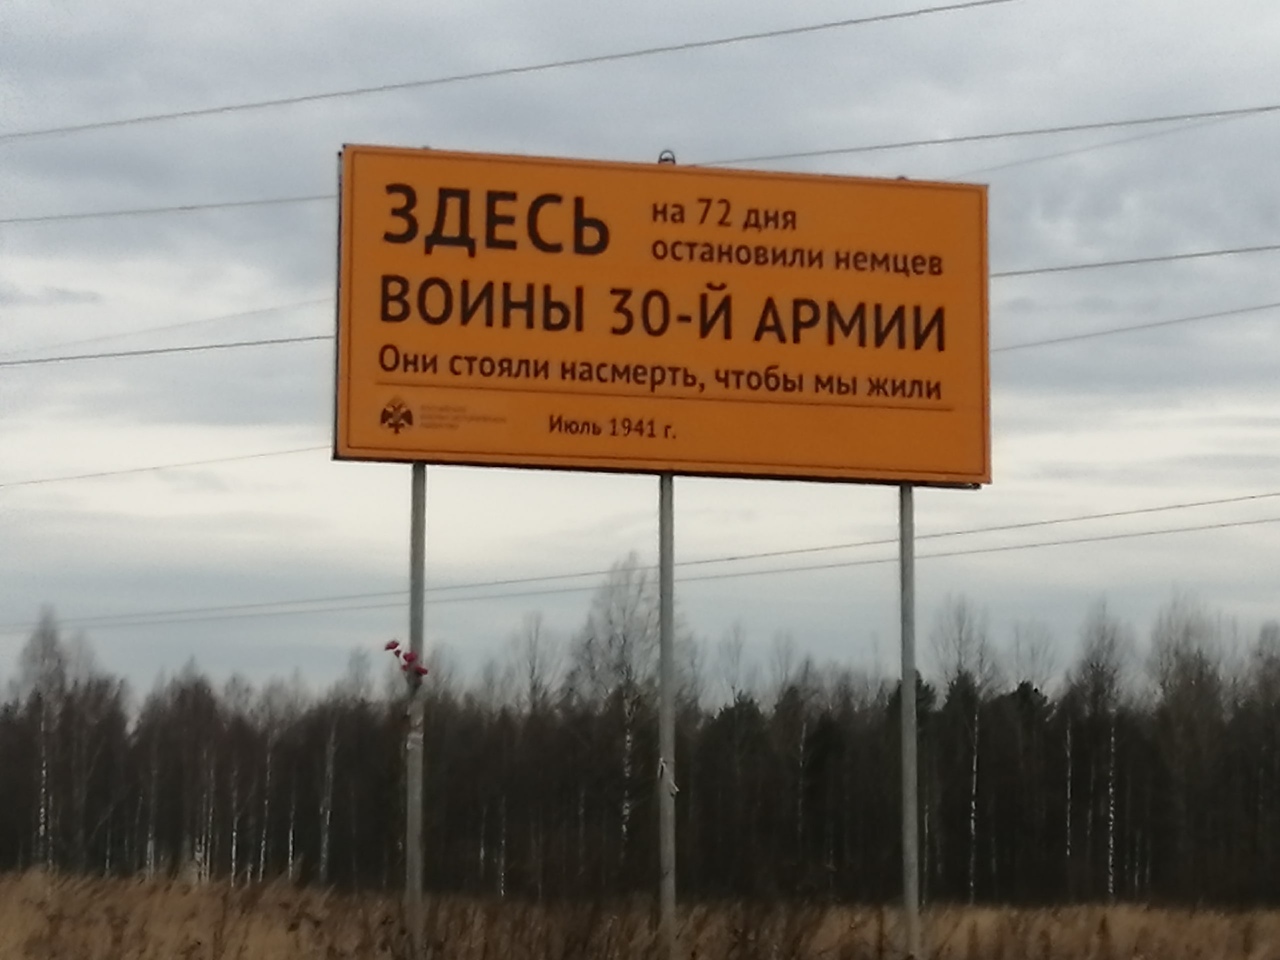 ЗДЕСЬ
на 72 дня
остановили немцев
ВОИНЫ 30-Й АРМИИ
Они стояли насмерть, чтобы мы жили
Июль 1941 г.